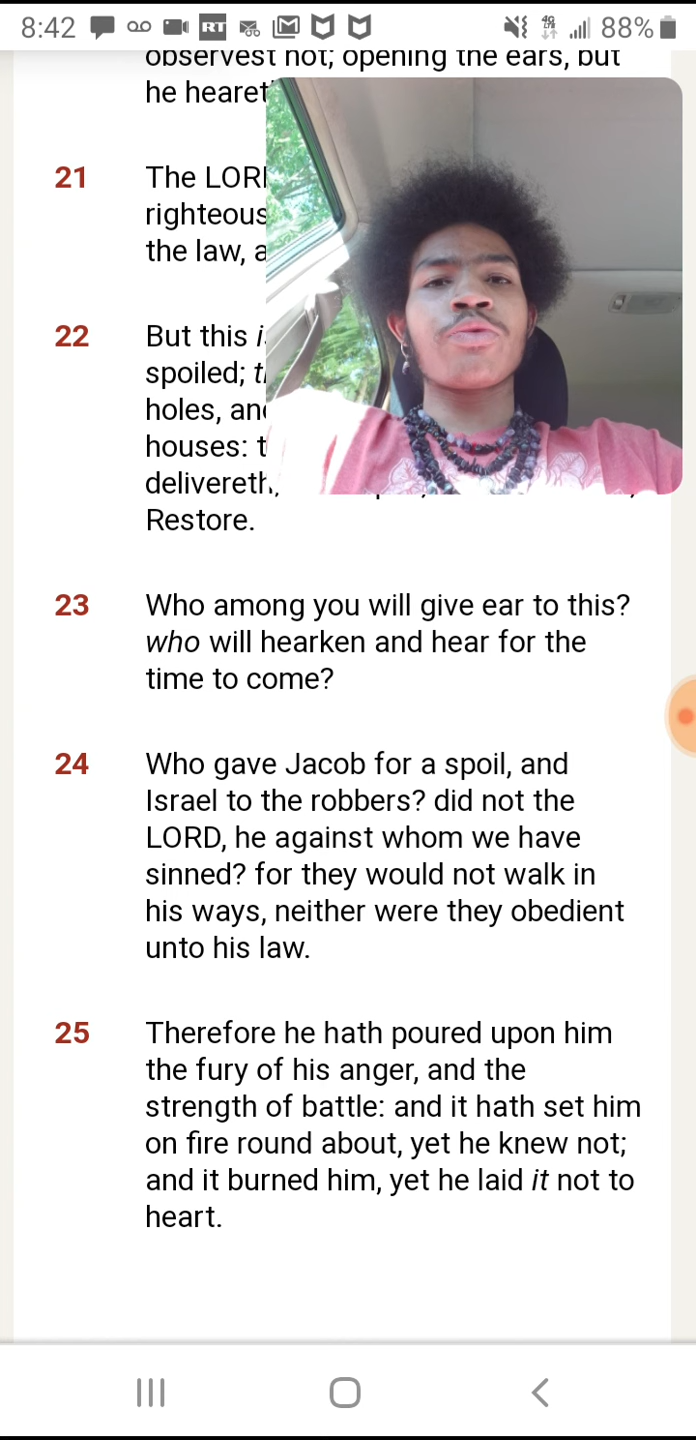 8:42 RT 4G 88%
observest not; opening the ears, but
he heareth
21 The LORD
righteous
the law, a
22 But this
spoiled;
holes, and
houses: t
delivereth,
Restore.
23 Who among you will give ear to this?
who will hearken and hear for the
time to come?
24 Who gave Jacob for a spoil, and
Israel to the robbers? did not the
LORD, he against whom we have
sinned? for they would not walk in
his ways, neither were they obedient
unto his law.
25 Therefore he hath poured upon him
the fury of his anger, and the
strength of battle: and it hath set him
on fire round about, yet he knew not;
and it burned him, yet he laid it not to
heart.